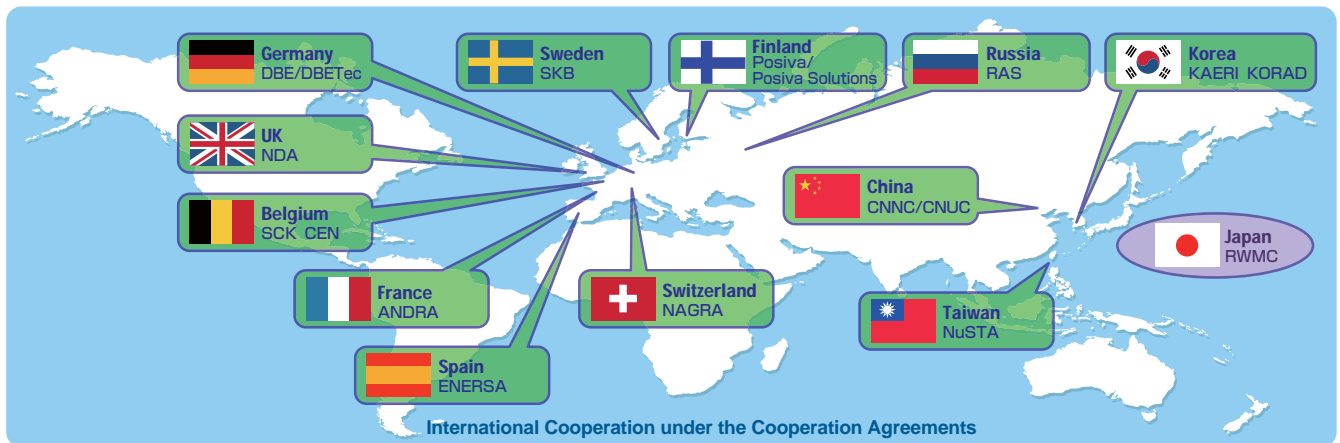 Germany
DBE/DBETec
Sweden
SKB
Finland
Posiva/
Posiva Solutions
Russia
RAS
Korea
KAERI KORAD
UK
NDA
China
CNNC/CNUC
Belgium
SCK CEN
Japan
RWMC
France
ANDRA
Switzerland
NAGRA
Taiwan
NuSTA
Spain
ENERSA
International Cooperation under the Cooperation Agreements